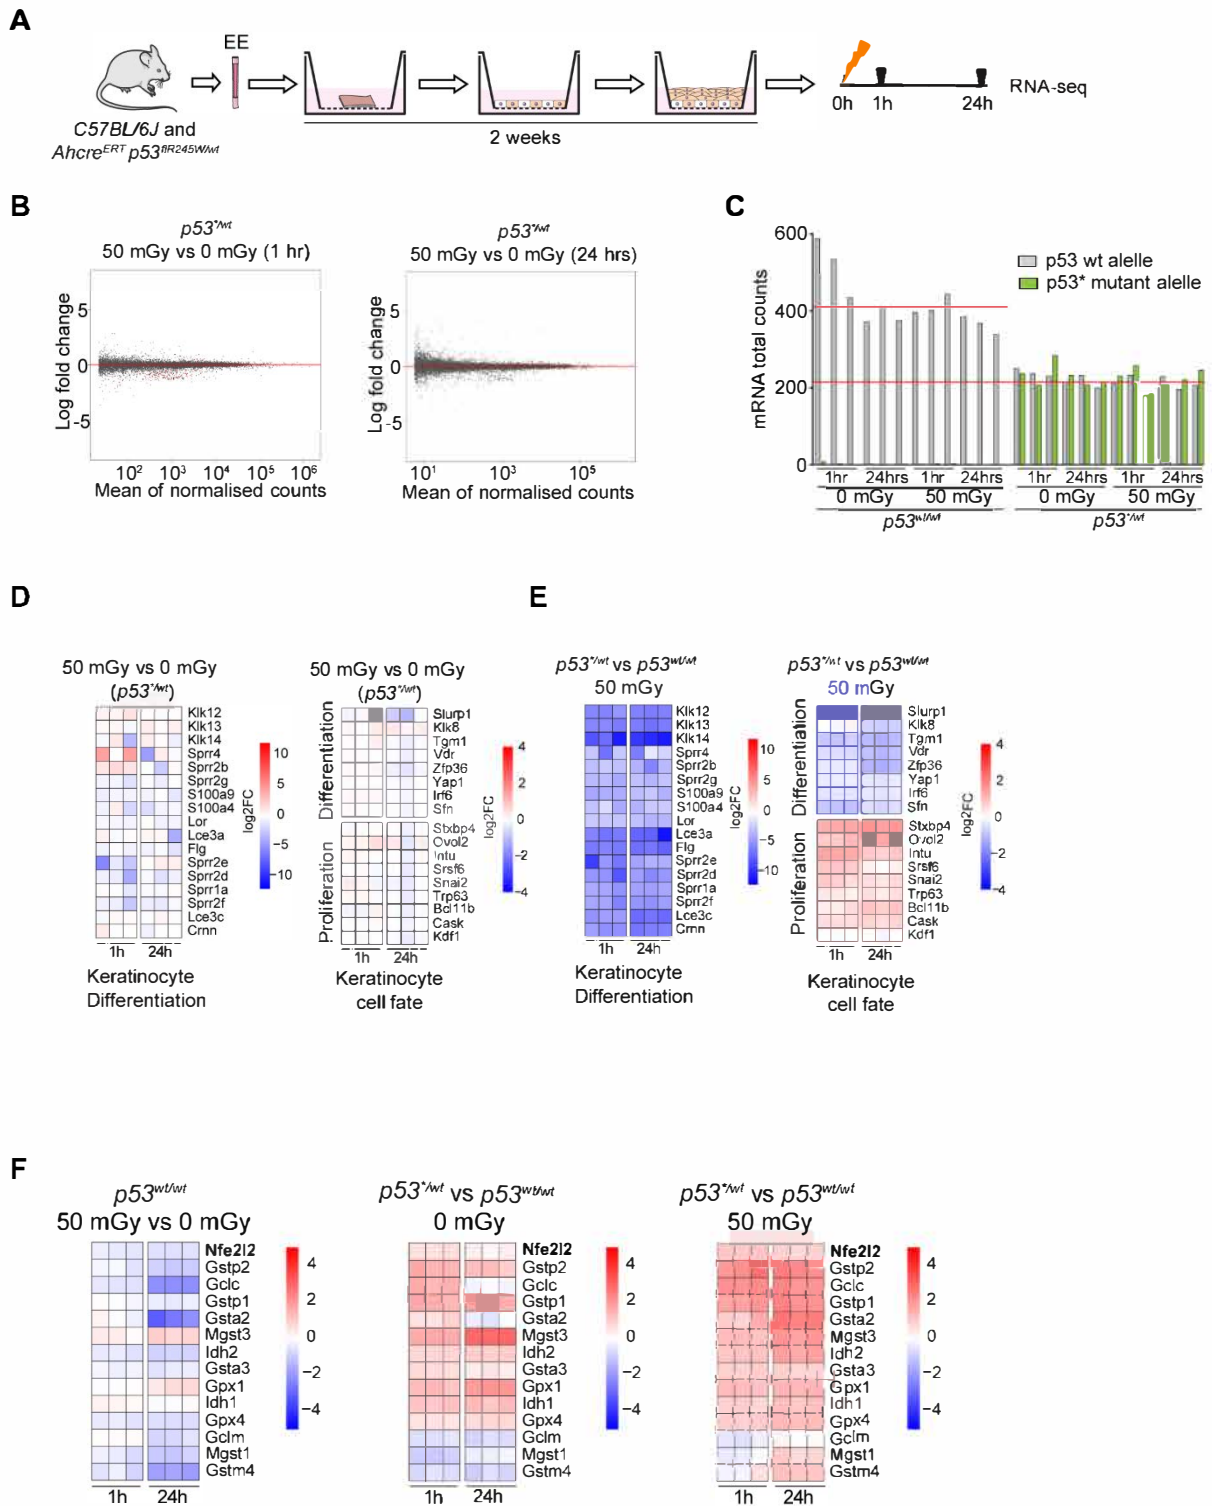 A
EE
C57BL/6J and
Ahcre^ERT p53^flR245W/wt
2 weeks
0h
1h
24h
RNA-seq
B
p53*/wt
50 mGy vs 0 mGy (1 hr)
Log fold change
5
0
-5
10²
10³
10⁴
10⁵
10⁶
Mean of normalised counts
p53*/wt
50 mGy vs 0 mGy (24 hrs)
Log fold change
5
0
-5
10¹
10³
10⁵
Mean of normalised counts
C
mRNA total counts
600
400
200
0
p53 wt alelle
p53* mutant alelle
1hr
24hrs
1hr
24hrs
1hr
24hrs
1hr
24hrs
0 mGy
50 mGy
0 mGy
50 mGy
p53wt/wt
p53*/wt
D
50 mGy vs 0 mGy
(p53*/wt)
Klk12
Klk13
Klk14
Sprr4
Sprr2b
Sprr2g
S100a9
S100a4
Lor
Lce3a
Flg
Sprr2e
Sprr2d
Sprr1a
Sprr2f
Lce3c
Crnn
10
5
0
−5
−10
log2FC
1h
24h
Keratinocyte
Differentiation
50 mGy vs 0 mGy
(p53*/wt)
Differentiation
Slurp1
Klk8
Tgm1
Vdr
Zfp36
Yap1
Irf6
Sfn
Proliferation
Stxbp4
Ovol2
Intu
Srsf6
Snai2
Trp63
Bcl11b
Cask
Kdf1
4
2
0
−2
−4
log2FC
1h
24h
Keratinocyte
cell fate
E
p53*/wt vs p53wt/wt
50 mGy
Klk12
Klk13
Klk14
Sprr4
Sprr2b
Sprr2g
S100a9
S100a4
Lor
Lce3a
Flg
Sprr2e
Sprr2d
Sprr1a
Sprr2f
Lce3c
Crnn
10
5
0
−5
−10
log2FC
1h
24h
Keratinocyte
Differentiation
p53*/wt vs p53wt/wt
50 mGy
Differentiation
Slurp1
Klk8
Tgm1
Vdr
Zfp36
Yap1
Irf6
Sfn
Proliferation
Stxbp4
Ovol2
Intu
Srsf6
Snai2
Trp63
Bcl11b
Cask
Kdf1
4
2
0
−2
−4
log2FC
1h
24h
Keratinocyte
cell fate
F
p53wt/wt
50 mGy vs 0 mGy
Nfe2l2
Gstp2
Gclc
Gstp1
Gsta2
Mgst3
Idh2
Gsta3
Gpx1
Idh1
Gpx4
Gclm
Mgst1
Gstm4
4
2
0
−2
−4
1h
24h
p53*/wt vs p53wt/wt
0 mGy
Nfe2l2
Gstp2
Gclc
Gstp1
Gsta2
Mgst3
Idh2
Gsta3
Gpx1
Idh1
Gpx4
Gclm
Mgst1
Gstm4
4
2
0
−2
−4
1h
24h
p53*/wt vs p53wt/wt
50 mGy
Nfe2l2
Gstp2
Gclc
Gstp1
Gsta2
Mgst3
Idh2
Gsta3
Gpx1
Idh1
Gpx4
Gclm
Mgst1
Gstm4
4
2
0
−2
−4
1h
24h